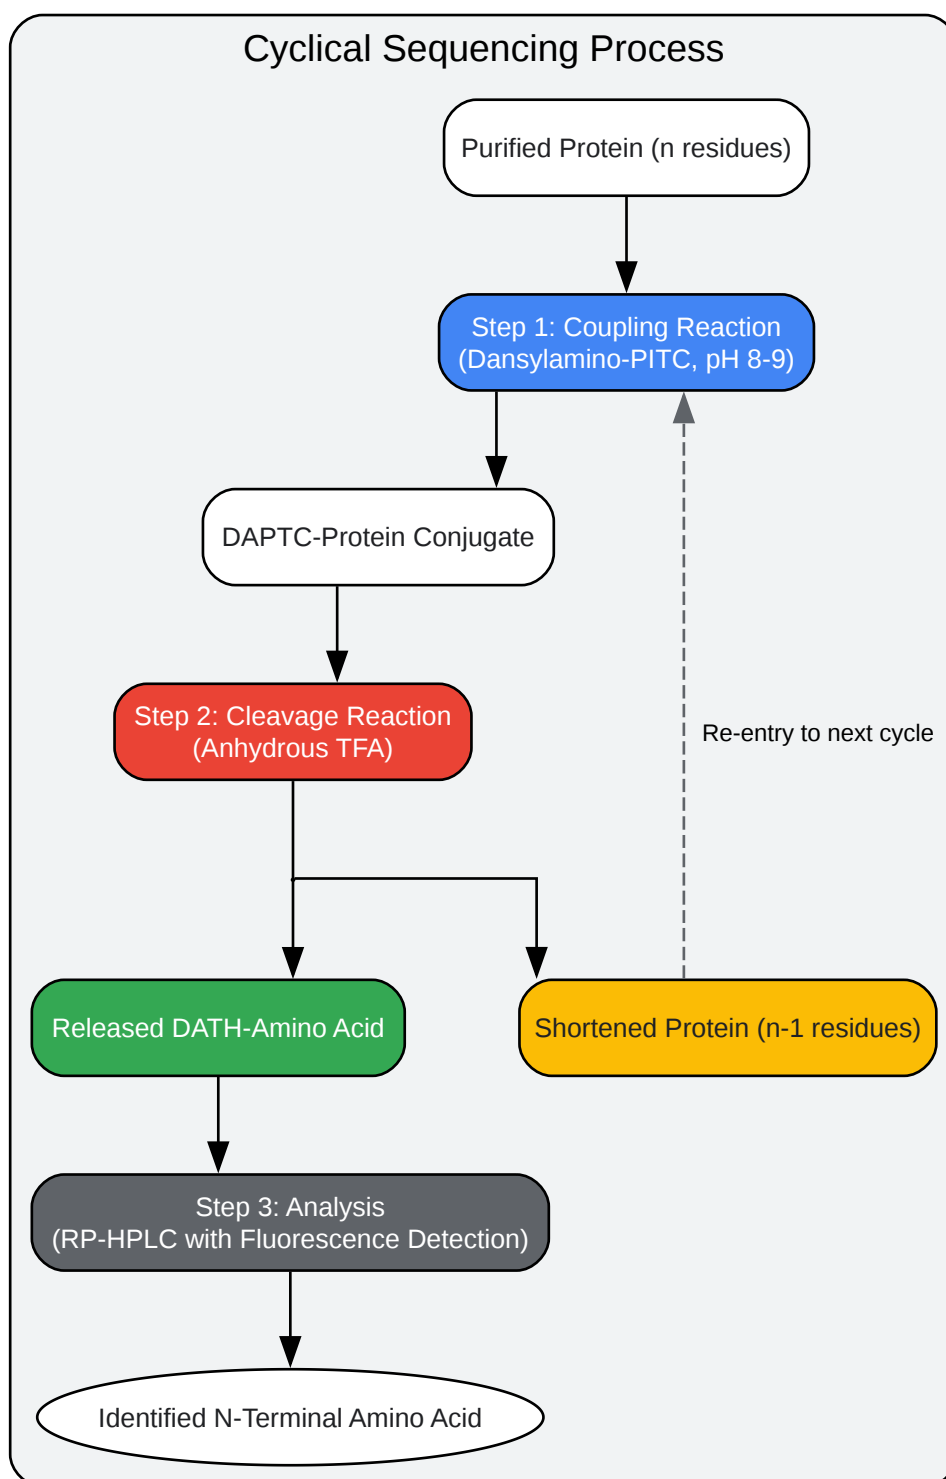 Cyclical Sequencing Process
Purified Protein (n residues)
Step 1: Coupling Reaction
(Dansylamino-PITC, pH 8-9)
DAPTC-Protein Conjugate
Step 2: Cleavage Reaction
(Anhydrous TFA)
Re-entry to next cycle
Released DATH-Amino Acid
Shortened Protein (n-1 residues)
Step 3: Analysis
(RP-HPLC with Fluorescence Detection)
Identified N-Terminal Amino Acid